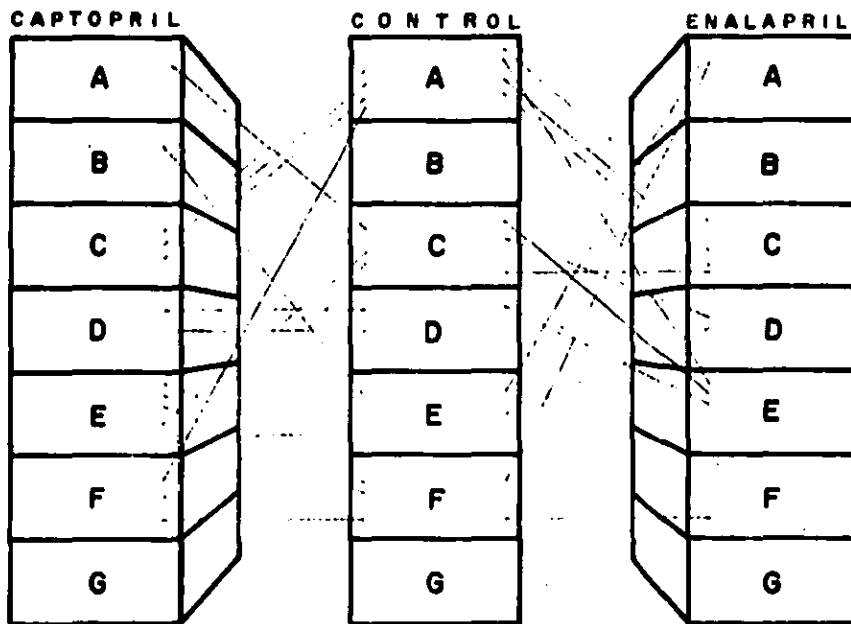 CAPTOPRIL CONTROL ENALAPRIL
A A A
B B B
C C C
D D D
E E E
F F F
G G G